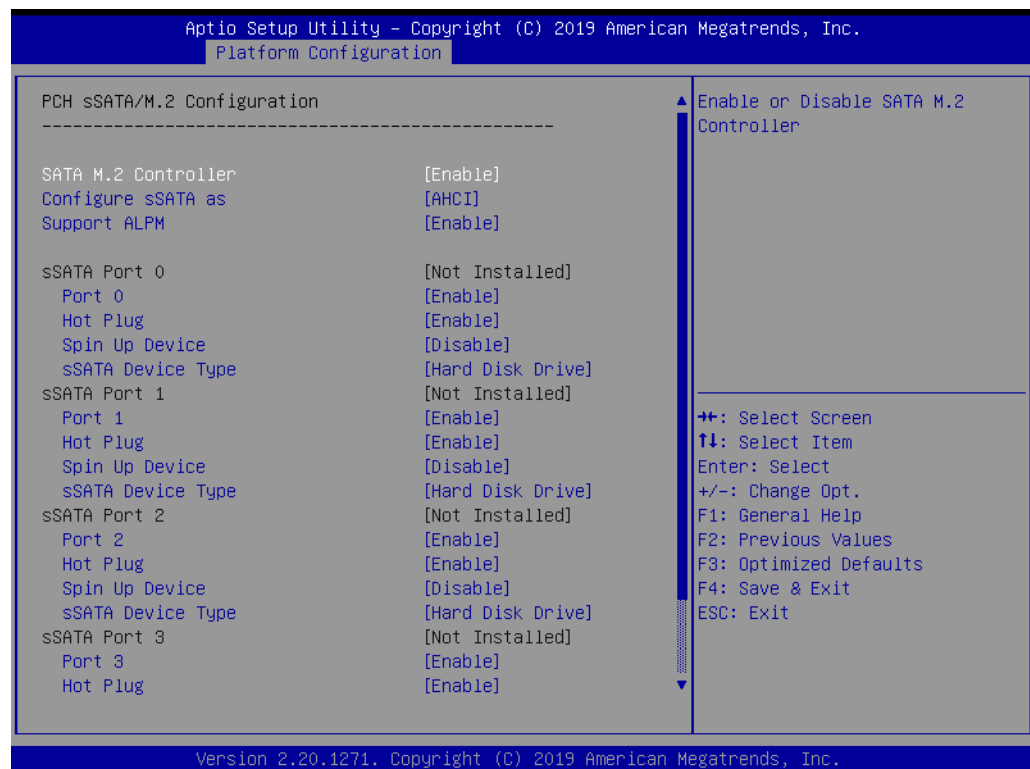 Aptio Setup Utility – Copyright (C) 2019 American Megatrends, Inc.
Platform Configuration
PCH sSATA/M.2 Configuration
--------------------------------------------------
SATA M.2 Controller [Enable]
Configure sSATA as [AHCI]
Support ALPM [Enable]
sSATA Port 0 [Not Installed]
Port 0 [Enable]
Hot Plug [Enable]
Spin Up Device [Disable]
sSATA Device Type [Hard Disk Drive]
sSATA Port 1 [Not Installed]
Port 1 [Enable]
Hot Plug [Enable]
Spin Up Device [Disable]
sSATA Device Type [Hard Disk Drive]
sSATA Port 2 [Not Installed]
Port 2 [Enable]
Hot Plug [Enable]
Spin Up Device [Disable]
sSATA Device Type [Hard Disk Drive]
sSATA Port 3 [Not Installed]
Port 3 [Enable]
Hot Plug [Enable]
Enable or Disable SATA M.2
Controller
→←: Select Screen
↑↓: Select Item
Enter: Select
+/-: Change Opt.
F1: General Help
F2: Previous Values
F3: Optimized Defaults
F4: Save & Exit
ESC: Exit
Version 2.20.1271. Copyright (C) 2019 American Megatrends, Inc.